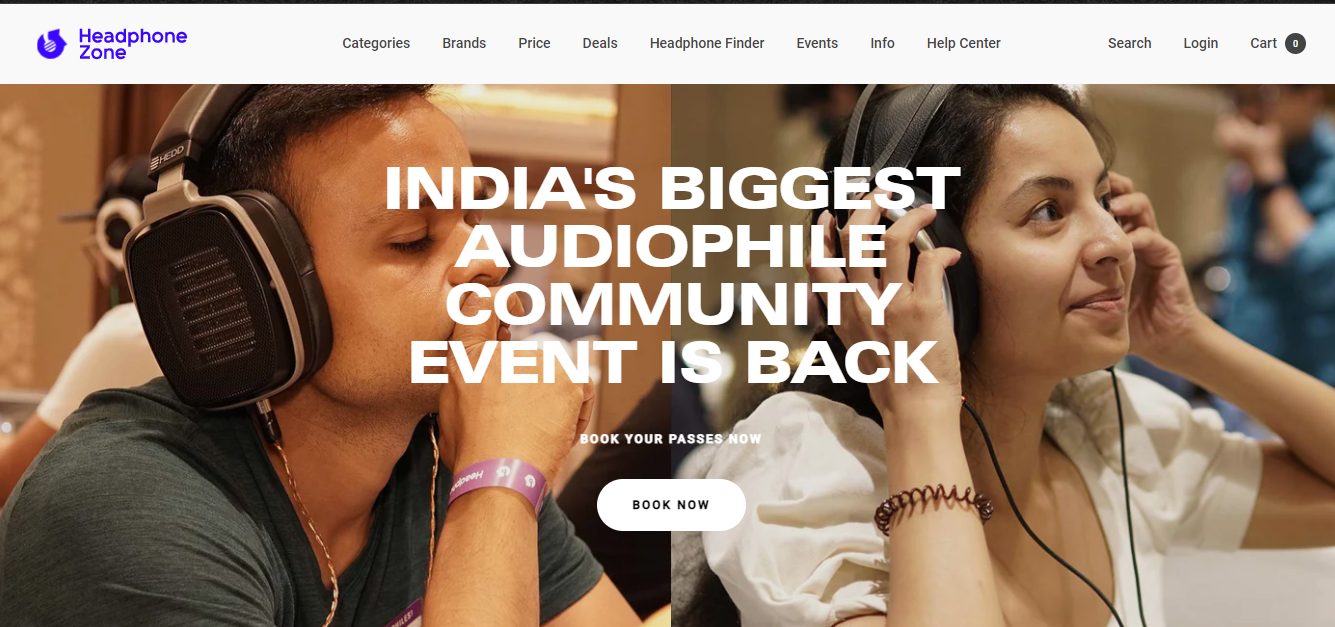 Headphone
Zone
Categories Brands Price Deals Headphone Finder Events Info Help Center Search Login Cart 0
HEDD
INDIA'S BIGGEST
AUDIOPHILE
COMMUNITY
EVENT IS BACK
BOOK YOUR PASSES NOW
BOOK NOW